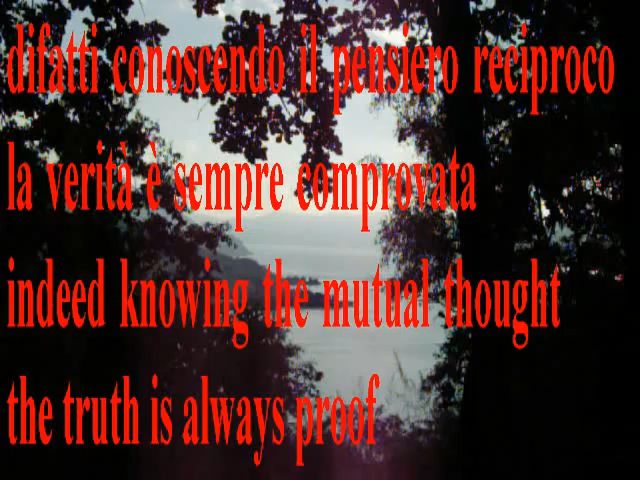 difatti conoscendo il pensiero reciproco
la verità è sempre comprovata
indeed knowing the mutual thought
the truth is always proof